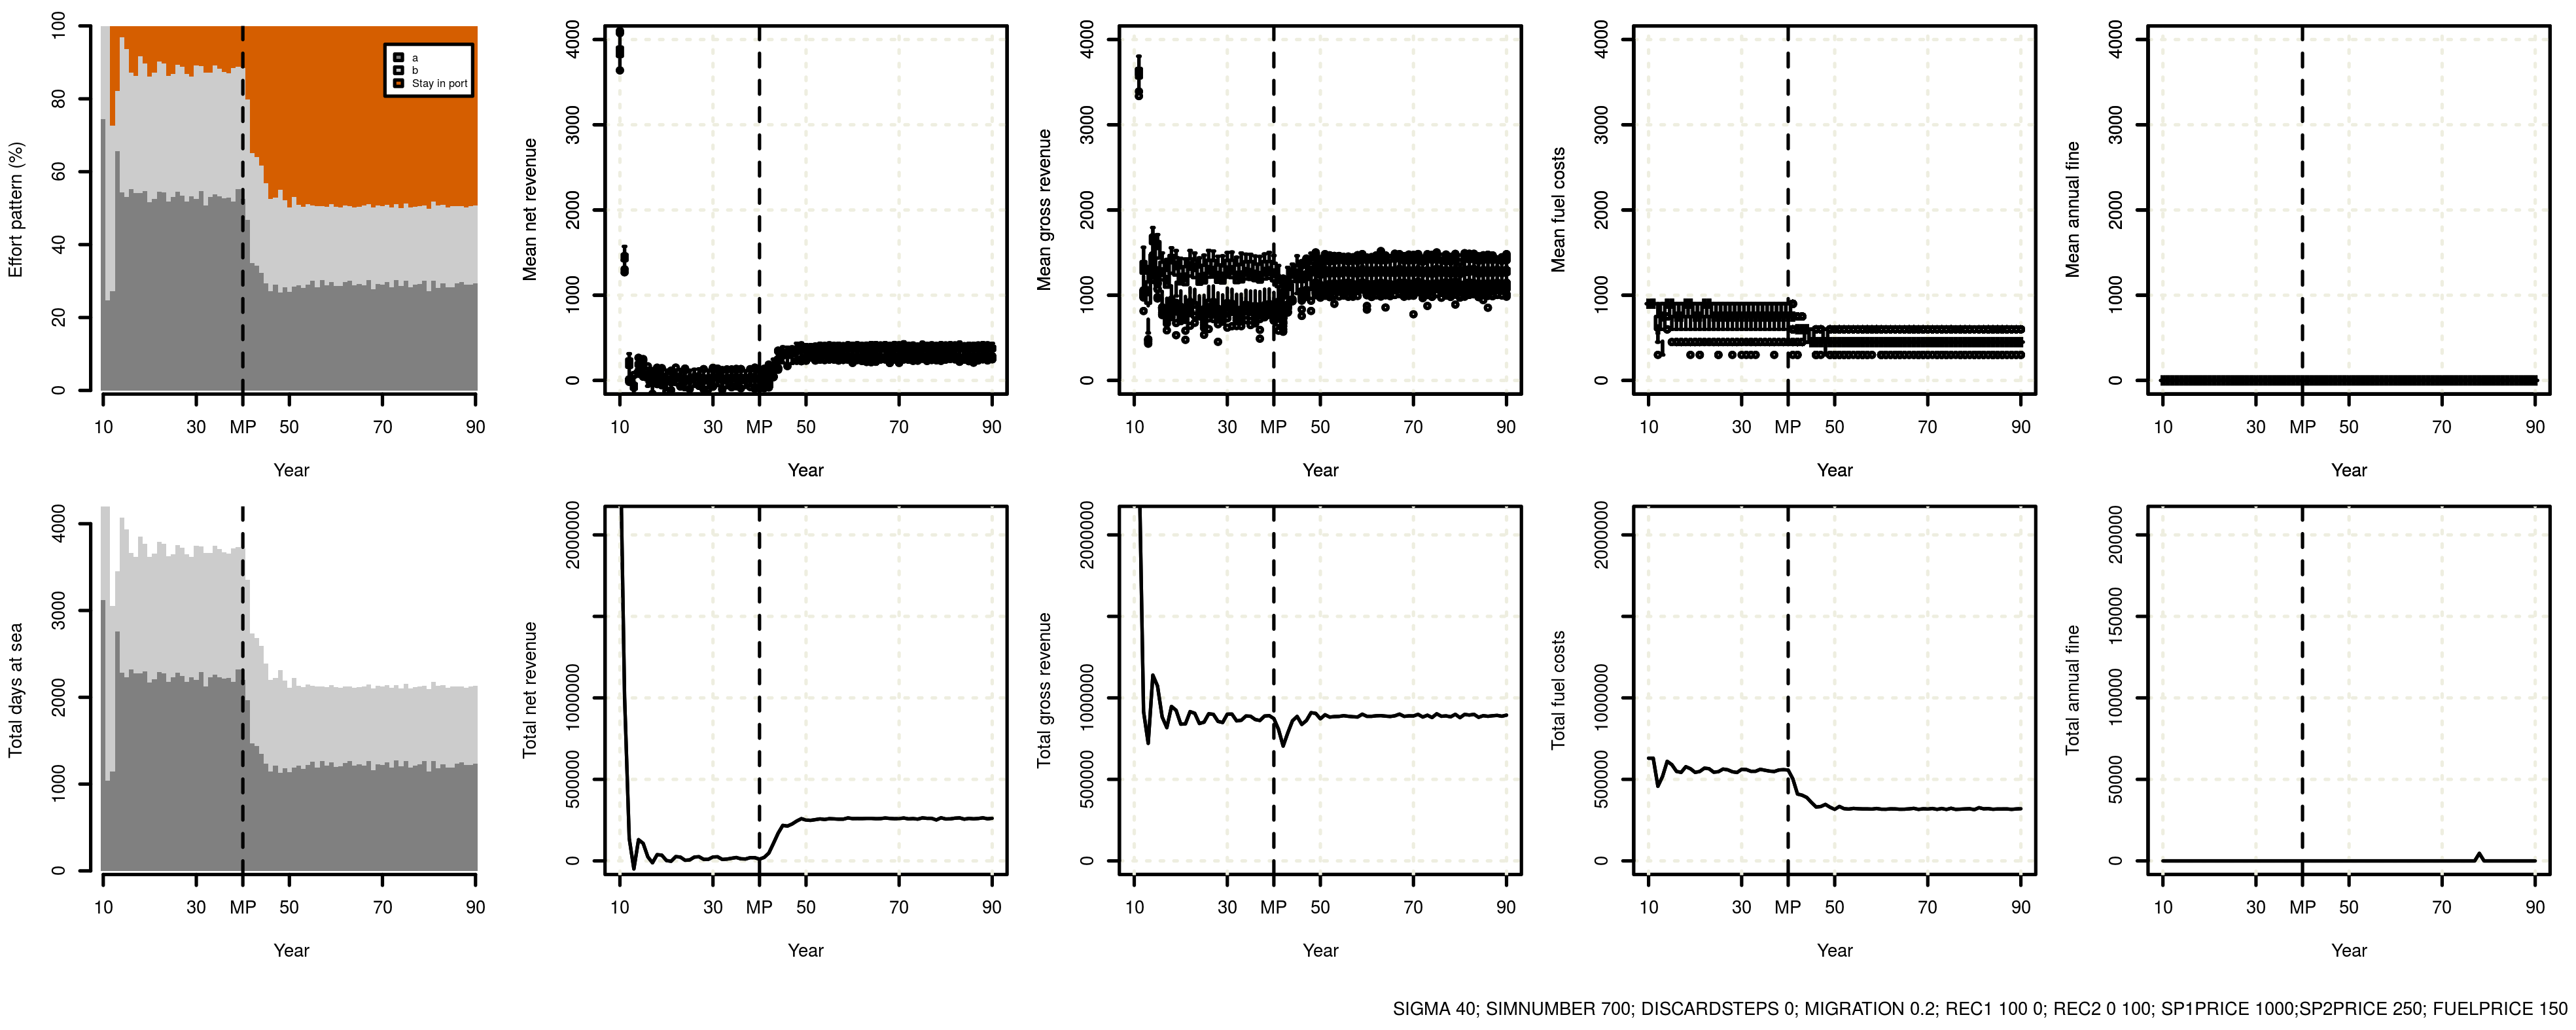 Effort pattern (%)
0 20 40 60 80 100
a
b
Stay in port
10 30 MP 50 70 90
Year
Mean net revenue
0 1000 2000 3000 4000
10 30 MP 50 70 90
Year
Mean gross revenue
0 1000 2000 3000 4000
10 30 MP 50 70 90
Year
Mean fuel costs
0 1000 2000 3000 4000
10 30 MP 50 70 90
Year
Mean annual fine
0 1000 2000 3000 4000
10 30 MP 50 70 90
Year
Total days at sea
0 1000 2000 3000 4000
10 30 MP 50 70 90
Year
Total net revenue
0 500000 1000000 2000000
10 30 MP 50 70 90
Year
Total gross revenue
0 500000 1000000 2000000
10 30 MP 50 70 90
Year
Total fuel costs
0 500000 1000000 2000000
10 30 MP 50 70 90
Year
Total annual fine
0 50000 100000 150000 200000
10 30 MP 50 70 90
Year
SIGMA 40; SIMNUMBER 700; DISCARDSTEPS 0; MIGRATION 0.2; REC1 100 0; REC2 0 100; SP1PRICE 1000;SP2PRICE 250; FUELPRICE 150